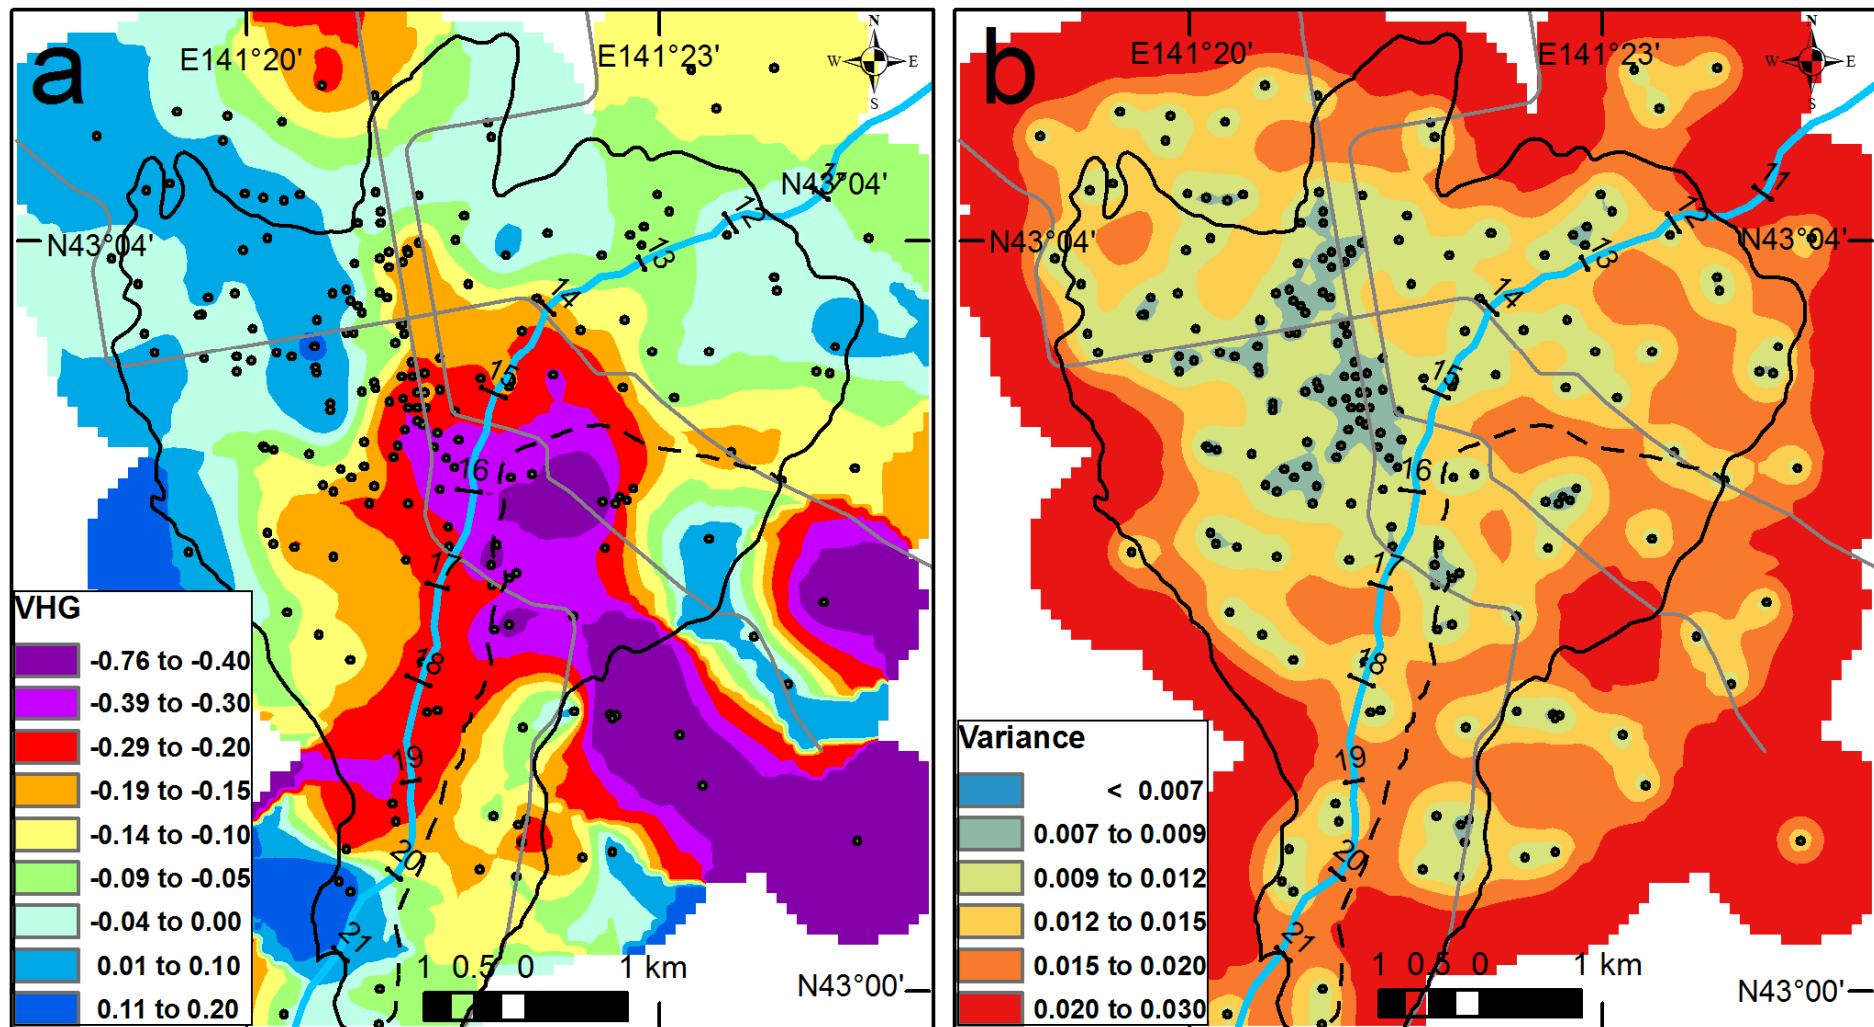 a
E141°20'
E141°23'
N
W
E
S
N43°04'
N43°04'
11
12
13
14
15
16
17
18
19
20
21
VHG
-0.76 to -0.40
-0.39 to -0.30
-0.29 to -0.20
-0.19 to -0.15
-0.14 to -0.10
-0.09 to -0.05
-0.04 to 0.00
0.01 to 0.10
0.11 to 0.20
1 0.5 0 1 km
N43°00'
b
E141°20'
E141°23'
N
W
E
S
N43°04'
N43°04'
11
12
13
14
15
16
17
18
19
20
21
Variance
< 0.007
0.007 to 0.009
0.009 to 0.012
0.012 to 0.015
0.015 to 0.020
0.020 to 0.030
1 0.5 0 1 km
N43°00'